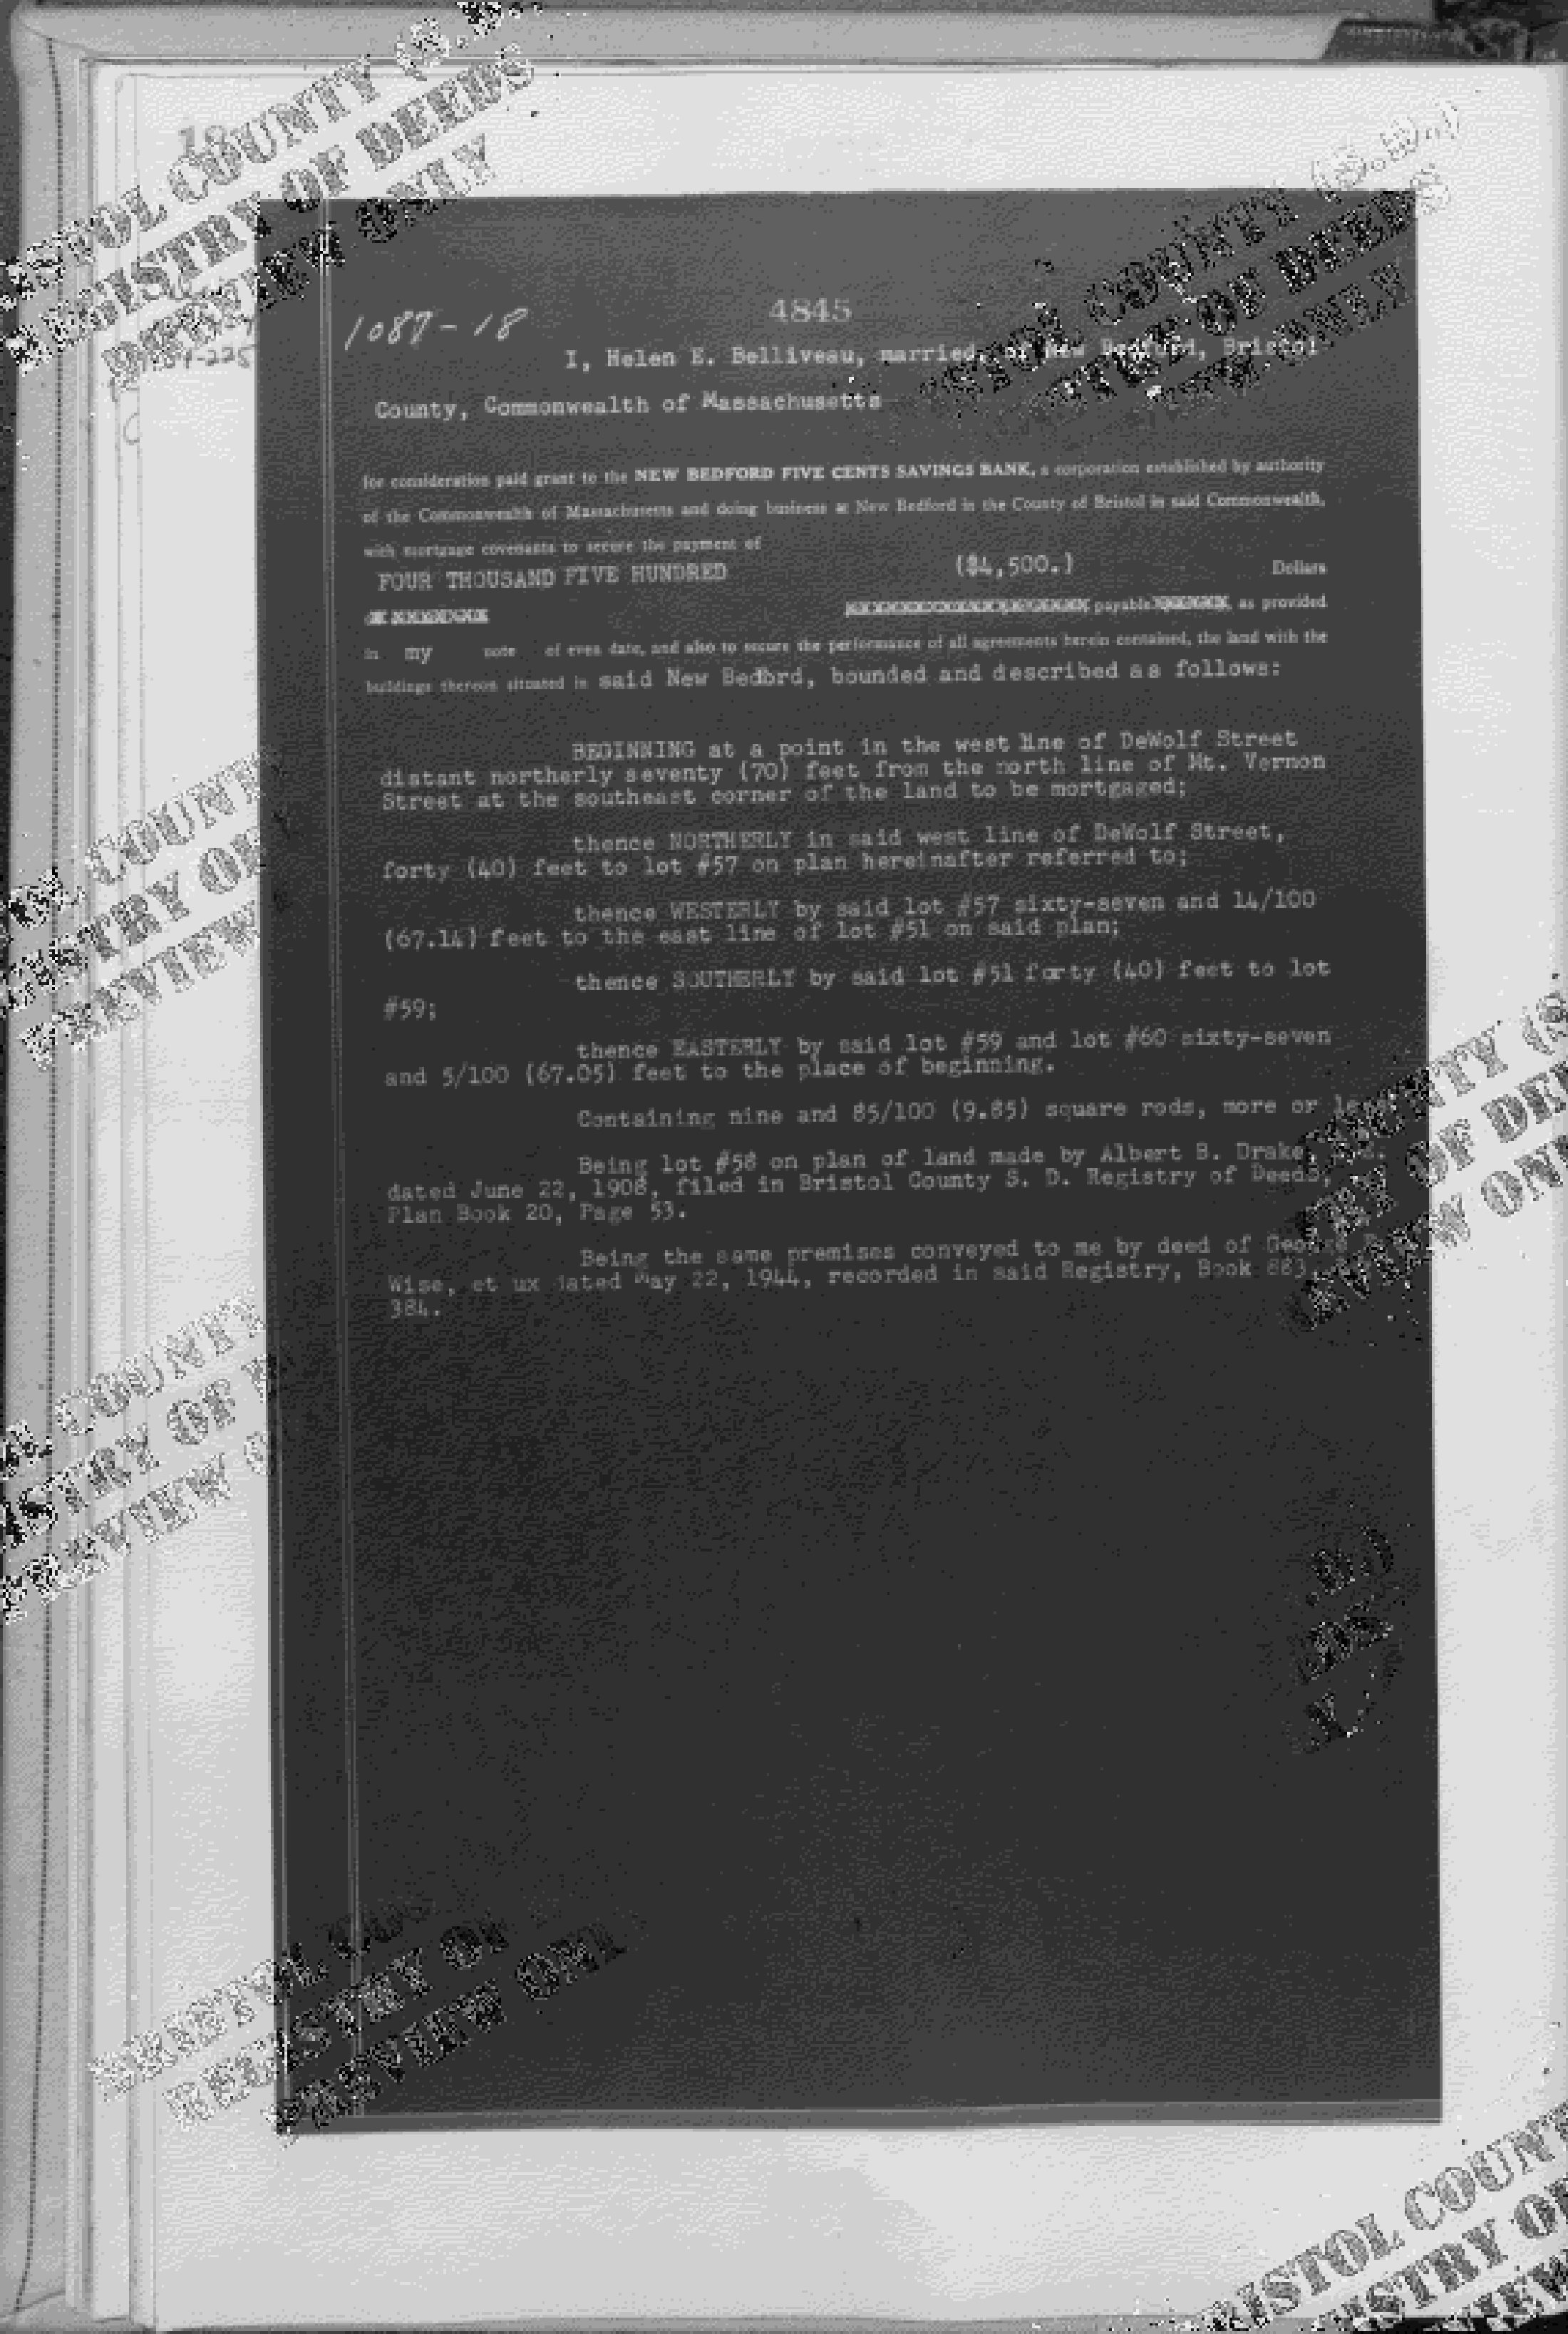 18
1087-18
4845
I, Helen E. Belliveau, married, of New Bedford, Bristol
County, Commonwealth of Massachusetts
for consideration paid grant to the NEW BEDFORD FIVE CENTS SAVINGS BANK, a corporation established by authority
of the Commonwealth of Massachusetts and doing business at New Bedford in the County of Bristol in said Commonwealth,
with mortgage covenants to secure the payment of
FOUR THOUSAND FIVE HUNDRED ($4,500.) Dollars
payable as provided
in my note of even date, and also to secure the performance of all agreements herein contained, the land with the
buildings thereon situated in said New Bedford, bounded and described as follows:
BEGINNING at a point in the west line of DeWolf Street
distant northerly seventy (70) feet from the north line of Mt. Vernon
Street at the southeast corner of the land to be mortgaged;
thence NORTHERLY in said west line of DeWolf Street,
forty (40) feet to lot #57 on plan hereinafter referred to;
thence WESTERLY by said lot #57 sixty-seven and 14/100
(67.14) feet to the east line of lot #51 on said plan;
thence SOUTHERLY by said lot #51 forty (40) feet to lot
#59;
thence EASTERLY by said lot #59 and lot #60 sixty-seven
and 5/100 (67.05) feet to the place of beginning.
Containing nine and 85/100 (9.85) square rods, more or less.
Being lot #58 on plan of land made by Albert B. Drake,
dated June 22, 1908, filed in Bristol County S. D. Registry of Deeds,
Plan Book 20, Page 53.
Being the same premises conveyed to me by deed of George
Wise, et ux dated May 22, 1944, recorded in said Registry, Book 883,
384.
BRISTOL COUNTY (S.D.)
REGISTRY OF DEEDS
PREVIEW ONLY